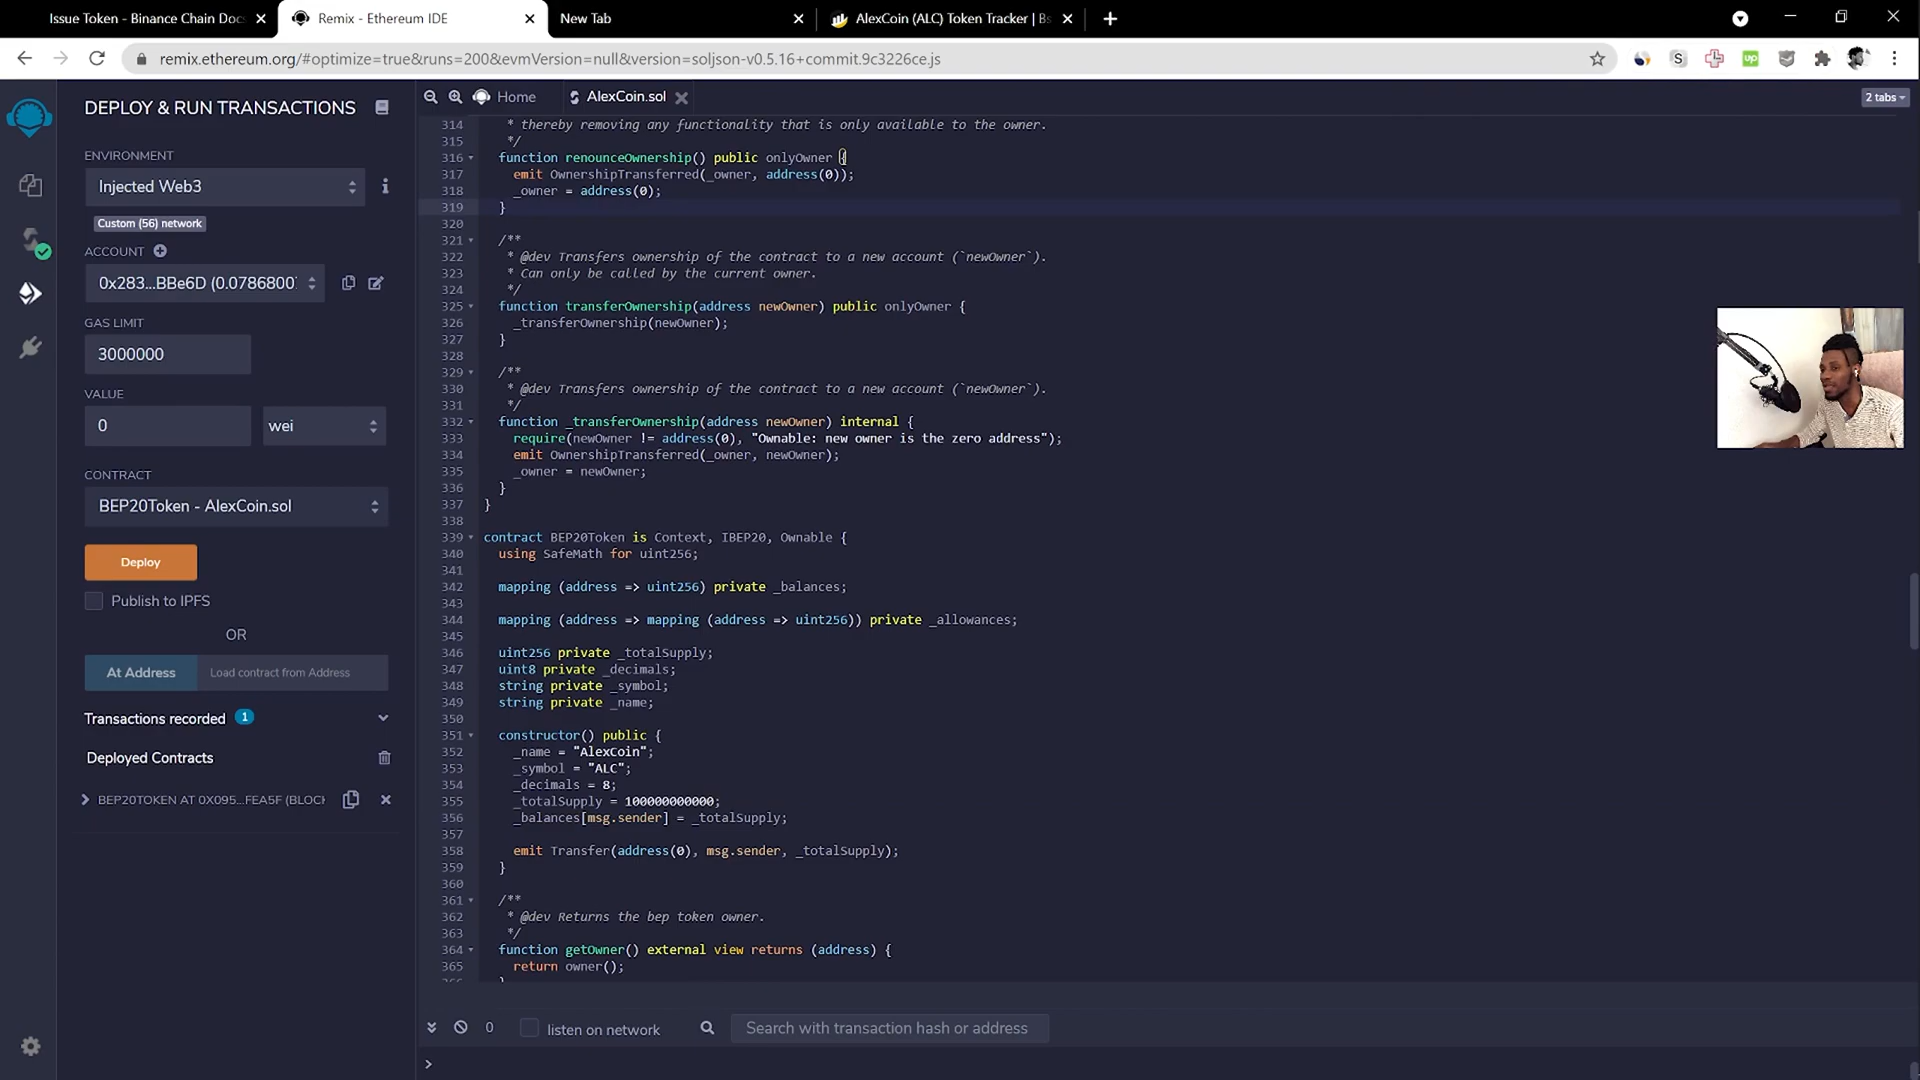 Issue Token - Binance Chain Doc
Remix - Ethereum IDE
New Tab
AlexCoin (ALC) Token Tracker | Bs
remix.ethereum.org/#optimize=true&runs=200&evmVersion=null&version=soljson-v0.5.16+commit.9c3226ce.js
S
up
DEPLOY & RUN TRANSACTIONS
ENVIRONMENT
Injected Web3
i
Custom (56) network
ACCOUNT
0x283...BBe6D (0.0786800
GAS LIMIT
3000000
VALUE
0
wei
CONTRACT
BEP20Token - AlexCoin.sol
Deploy
Publish to IPFS
OR
At Address
Load contract from Address
Transactions recorded 1
Deployed Contracts
BEP20TOKEN AT 0X095...FEA5F (BLOCK
Home
AlexCoin.sol
2 tabs
314 * thereby removing any functionality that is only available to the owner.
315 */
316 function renounceOwnership() public onlyOwner {
317 emit OwnershipTransferred(_owner, address(0));
318 _owner = address(0);
319 }
320
321 /**
322 * @dev Transfers ownership of the contract to a new account (`newOwner`).
323 * Can only be called by the current owner.
324 */
325 function transferOwnership(address newOwner) public onlyOwner {
326 _transferOwnership(newOwner);
327 }
328
329 /**
330 * @dev Transfers ownership of the contract to a new account (`newOwner`).
331 */
332 function _transferOwnership(address newOwner) internal {
333 require(newOwner != address(0), "Ownable: new owner is the zero address");
334 emit OwnershipTransferred(_owner, newOwner);
335 _owner = newOwner;
336 }
337 }
338
339 contract BEP20Token is Context, IBEP20, Ownable {
340 using SafeMath for uint256;
341
342 mapping (address => uint256) private _balances;
343
344 mapping (address => mapping (address => uint256)) private _allowances;
345
346 uint256 private _totalSupply;
347 uint8 private _decimals;
348 string private _symbol;
349 string private _name;
350
351 constructor() public {
352 _name = "AlexCoin";
353 _symbol = "ALC";
354 _decimals = 8;
355 _totalSupply = 100000000000;
356 _balances[msg.sender] = _totalSupply;
357
358 emit Transfer(address(0), msg.sender, _totalSupply);
359 }
360
361 /**
362 * @dev Returns the bep token owner.
363 */
364 function getOwner() external view returns (address) {
365 return owner();
0
listen on network
Search with transaction hash or address
>